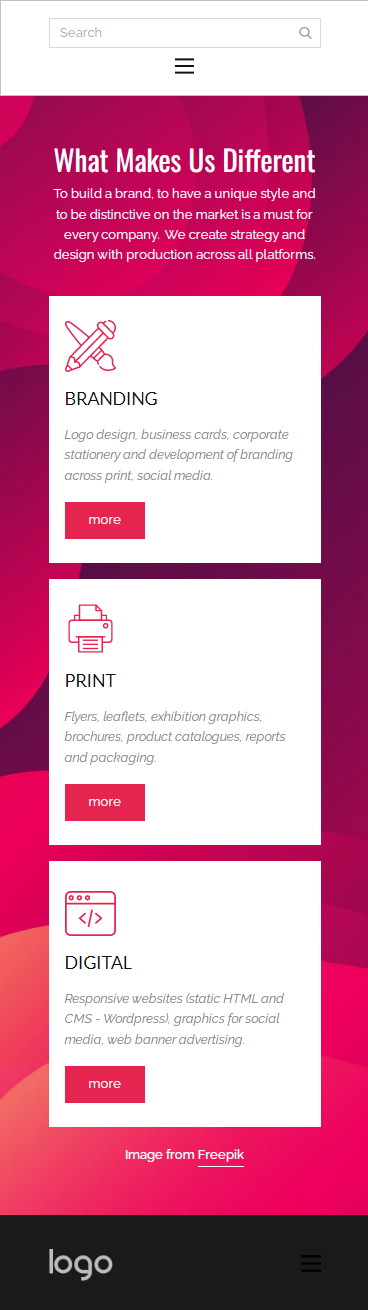 Search
What Makes Us Different
To build a brand, to have a unique style and
to be distinctive on the market is a must for
every company.  We create strategy and
design with production across all platforms.
BRANDING
Logo design, business cards, corporate
stationery and development of branding
across print, social media.
more
PRINT
Flyers, leaflets, exhibition graphics,
brochures, product catalogues, reports
and packaging.
more
</>
DIGITAL
Responsive websites (static HTML and
CMS - Wordpress), graphics for social
media, web banner advertising.
more
Image from Freepik
logo